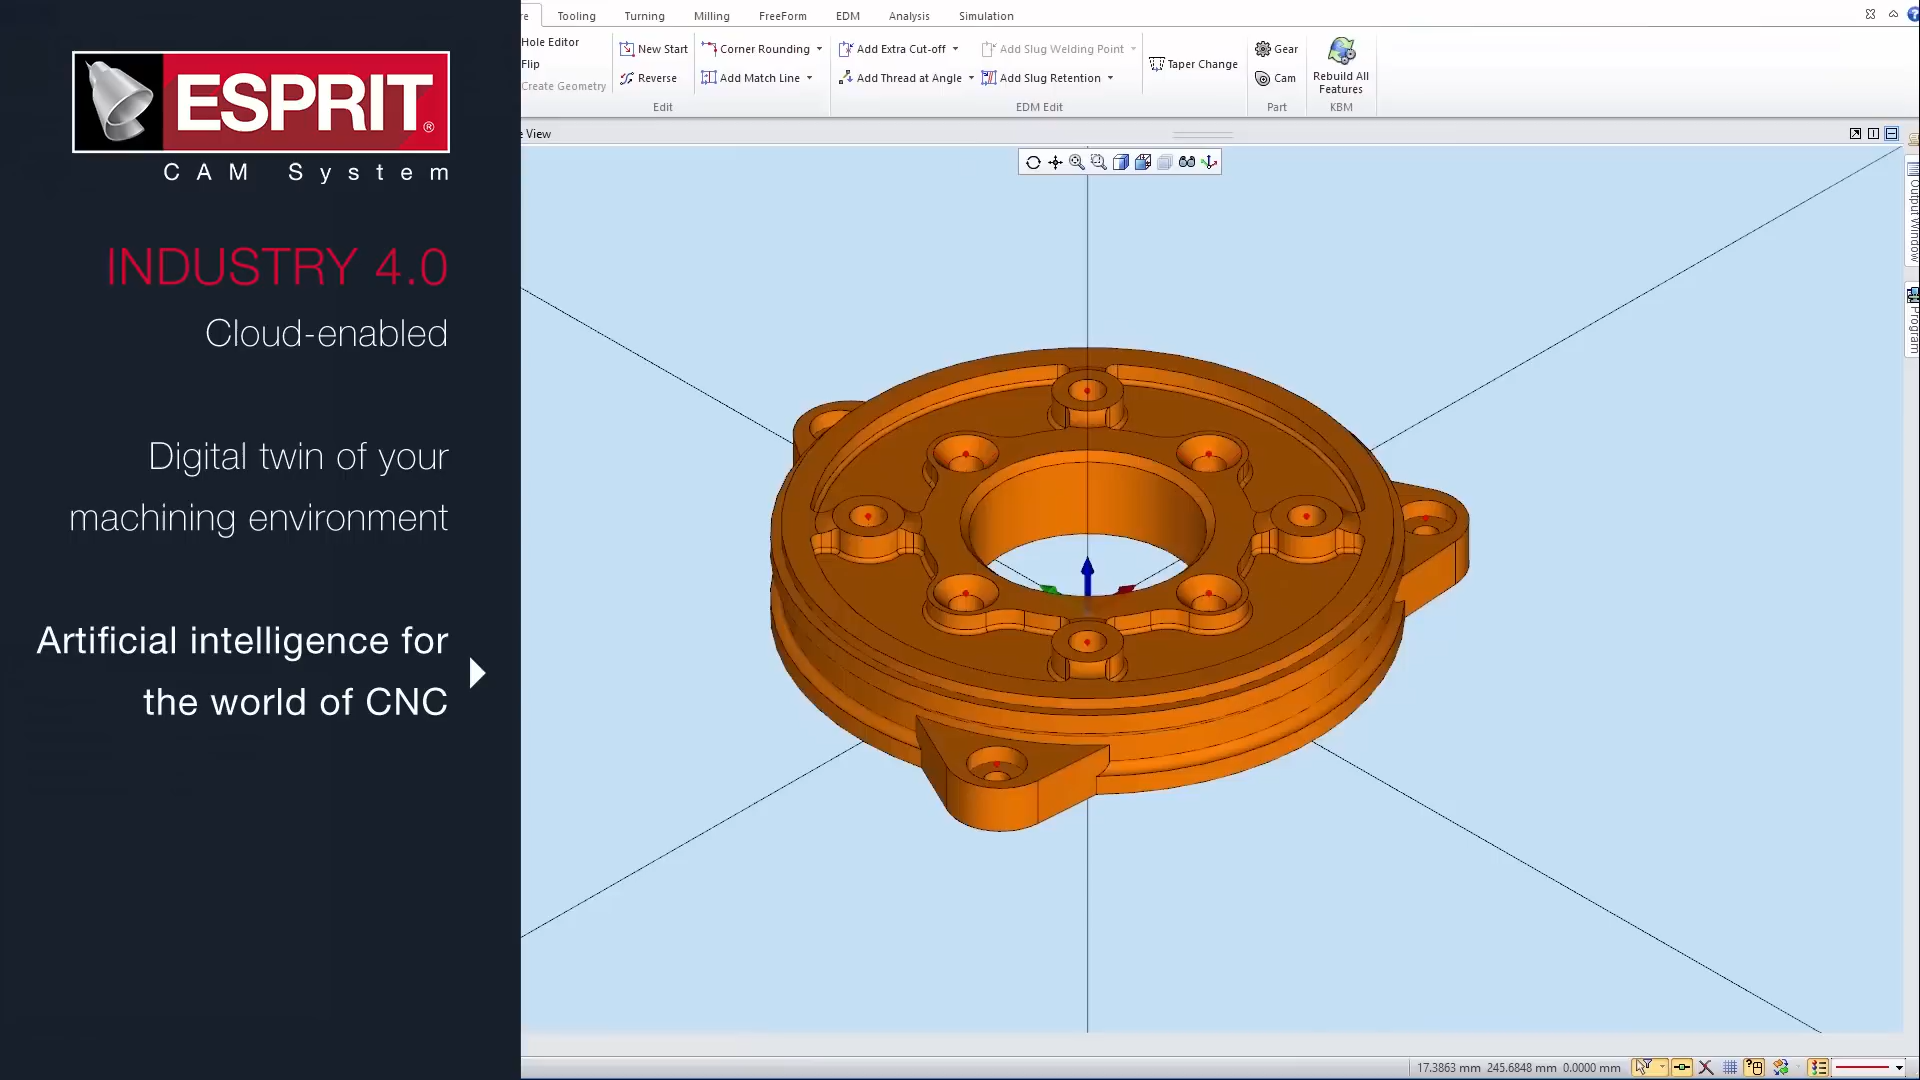 ESPRIT®
CAM System
INDUSTRY 4.0
Cloud-enabled
Digital twin of your
machining environment
Artificial intelligence for
the world of CNC
re Tooling Turning Milling FreeForm EDM Analysis Simulation
Hole Editor
Flip
Create Geometry
New Start
Reverse
Edit
Corner Rounding
Add Match Line
Add Extra Cut-off
Add Thread at Angle
Add Slug Welding Point
Add Slug Retention
EDM Edit
Taper Change
Gear
Cam
Part
Rebuild All
Features
KBM
e View
Output Window
Program
17.3863 mm 245.6848 mm 0.0000 mm